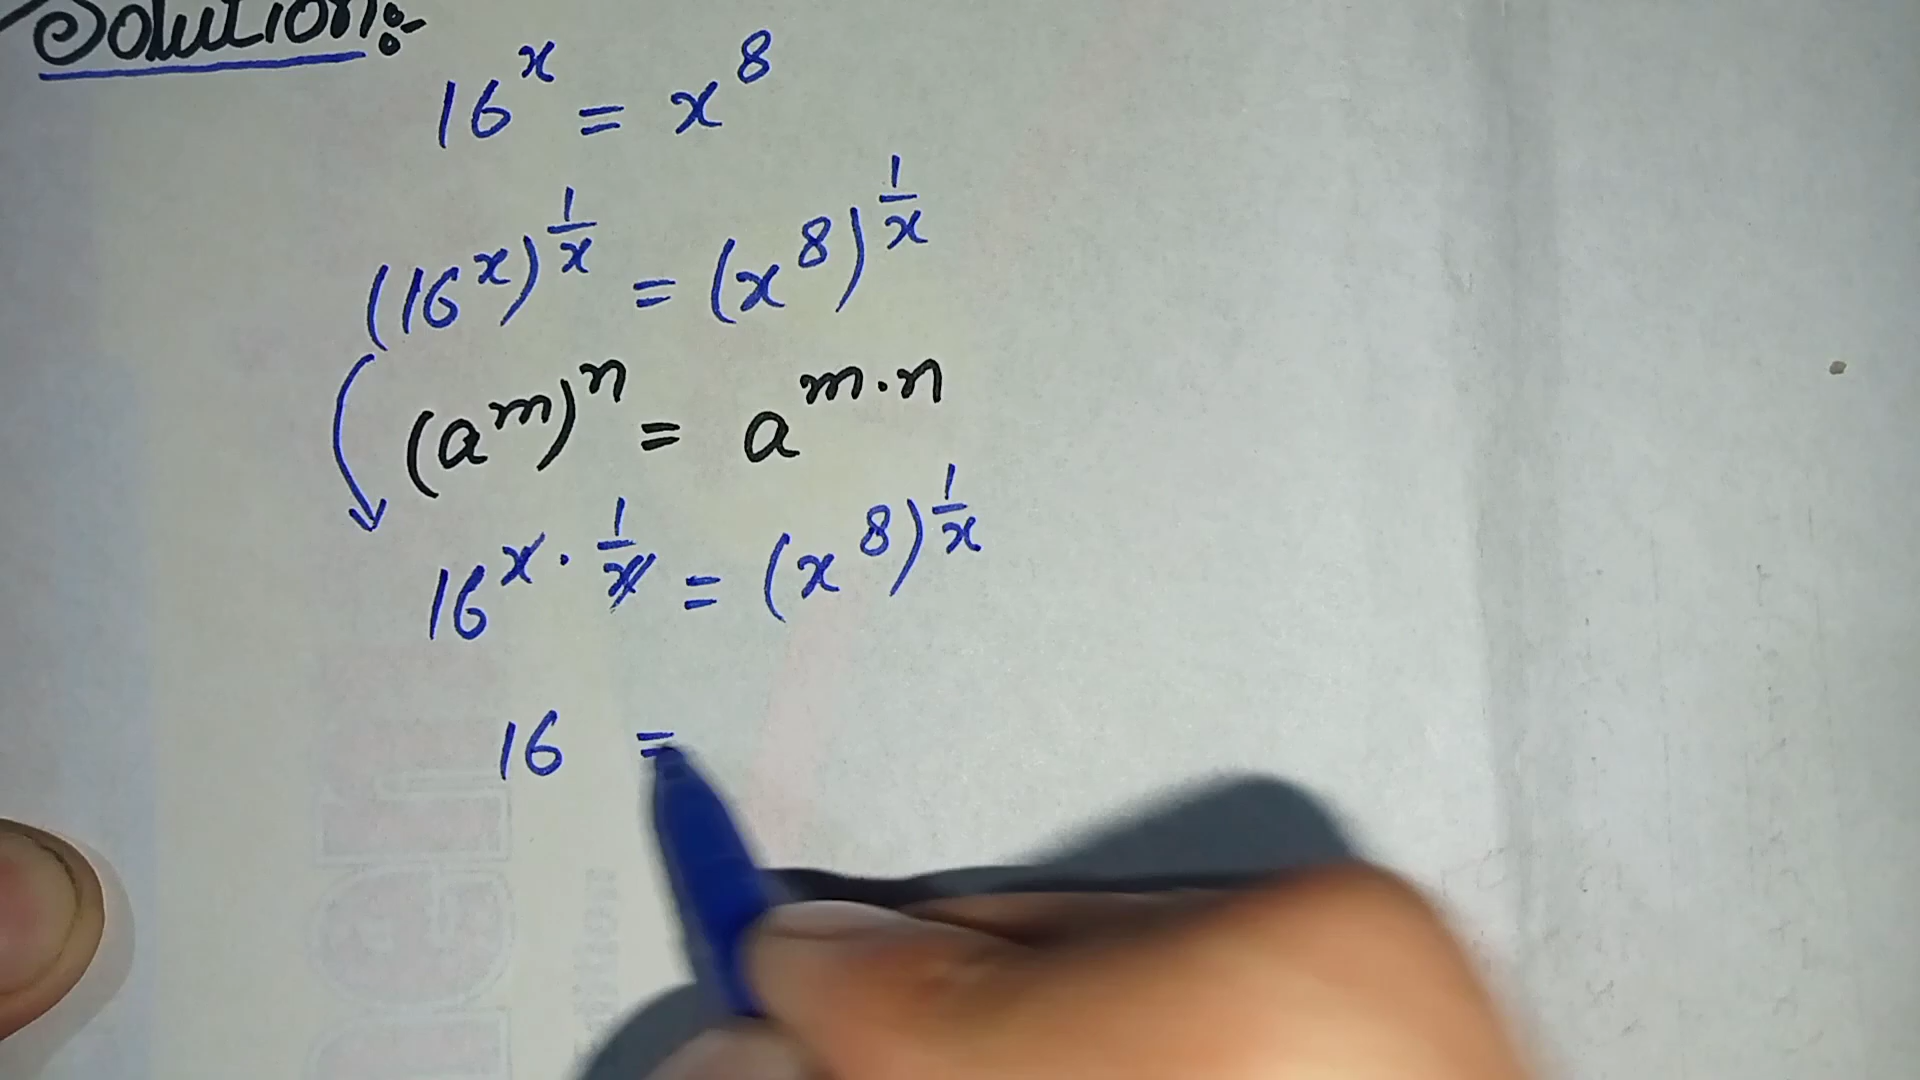 Solution:-
16^x = x^8
(16^x)^{1/x} = (x^8)^{1/x}
(a^m)^n = a^{m·n}
16^{x·1/x} = (x^8)^{1/x}
16 =